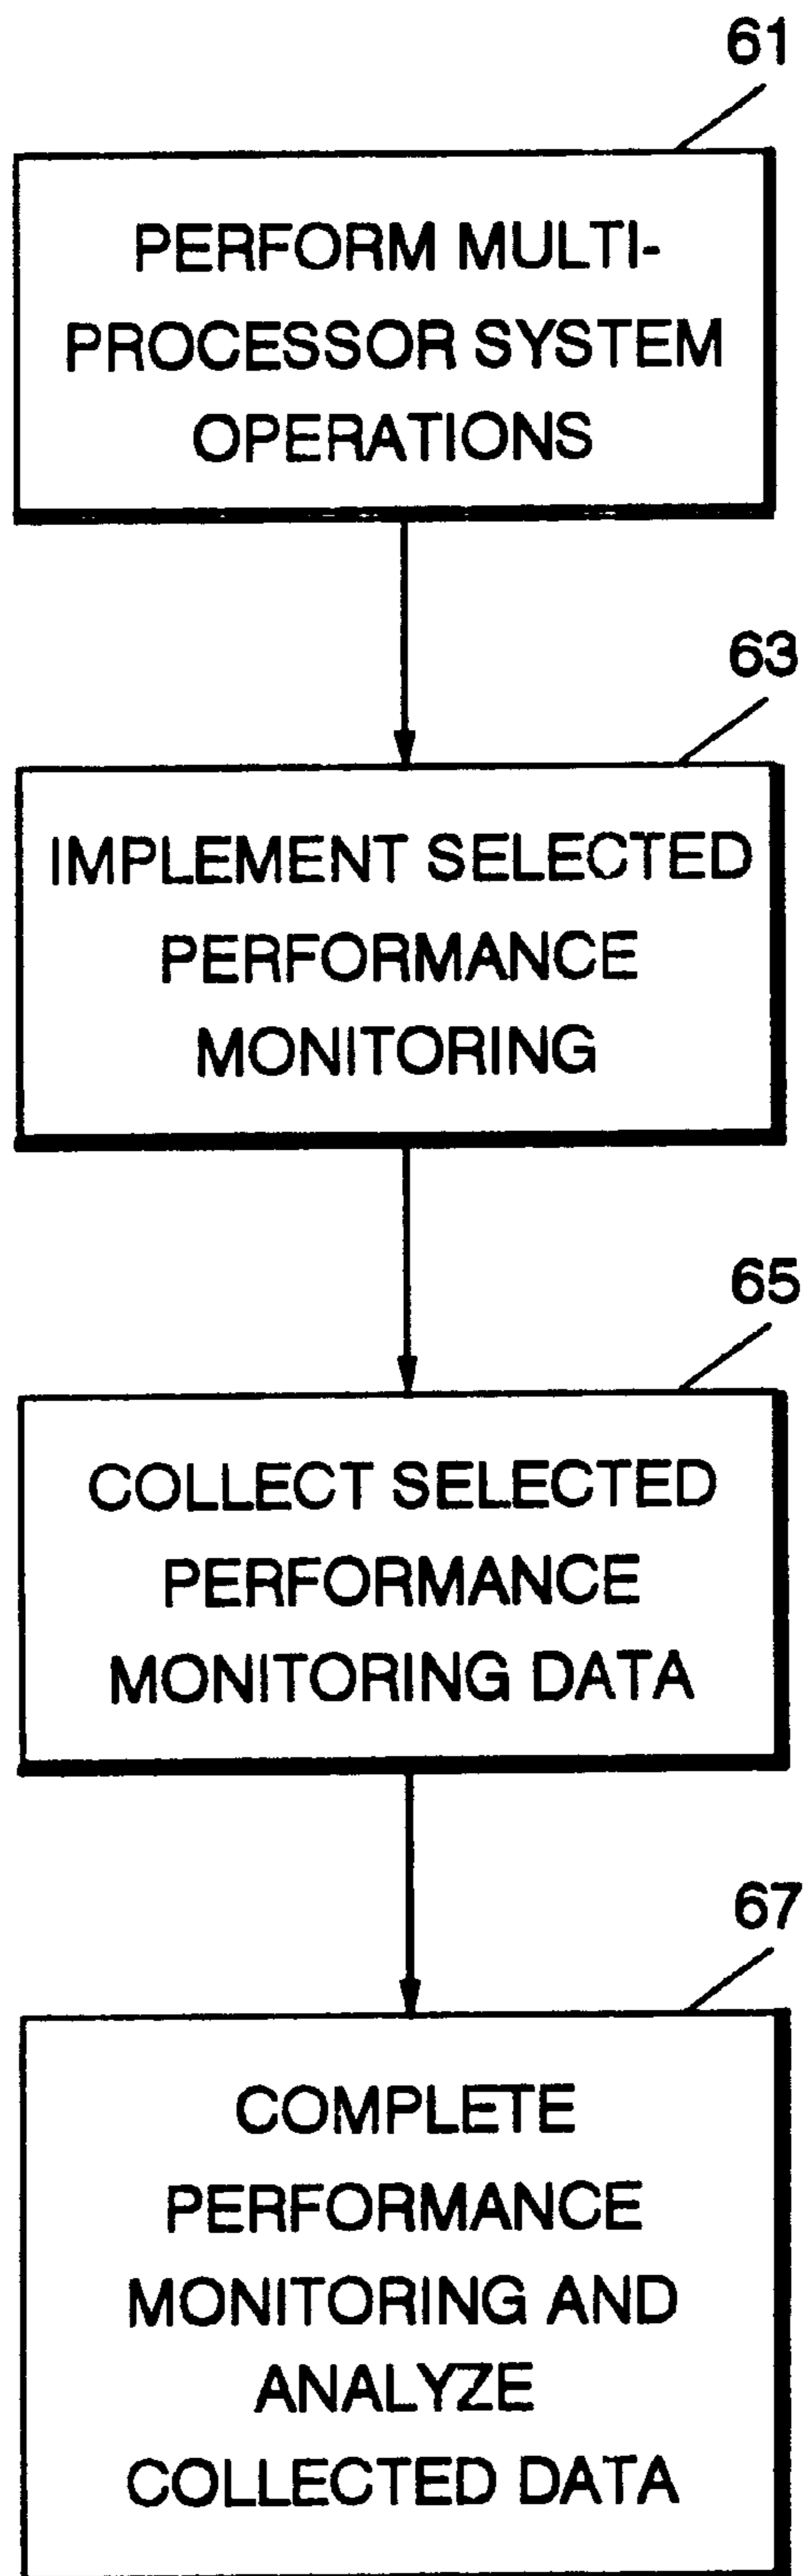 61
PERFORM MULTI-
PROCESSOR SYSTEM
OPERATIONS
63
IMPLEMENT SELECTED
PERFORMANCE
MONITORING
65
COLLECT SELECTED
PERFORMANCE
MONITORING DATA
67
COMPLETE
PERFORMANCE
MONITORING AND
ANALYZE
COLLECTED DATA